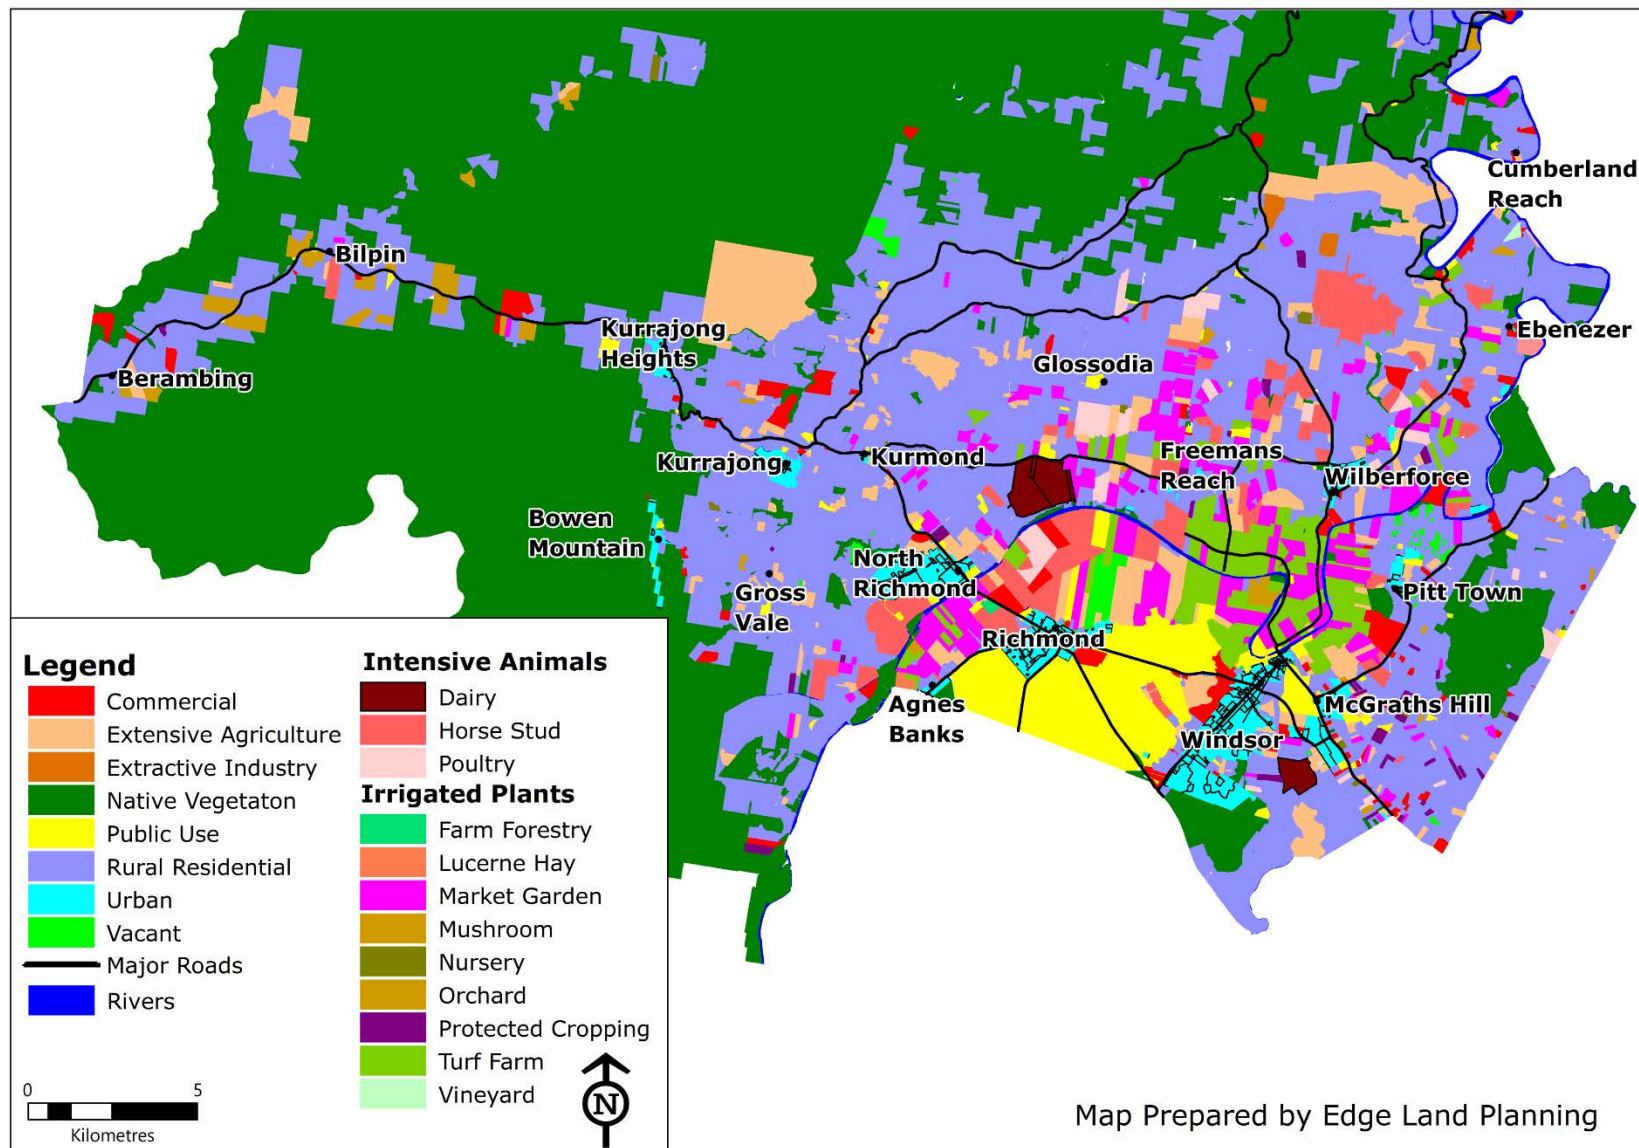 Cumberland
Reach
Bilpin
Kurrajong
Heights
Ebenezer
Glossodia
Berambing
Kurrajong
Kurmond
Freemans
Reach
Wilberforce
Bowen
Mountain
North
Richmond
Gross
Vale
Pitt Town
Richmond
Agnes
Banks
McGraths Hill
Windsor
Legend
Commercial
Extensive Agriculture
Extractive Industry
Native Vegetaton
Public Use
Rural Residential
Urban
Vacant
Major Roads
Rivers
Intensive Animals
Dairy
Horse Stud
Poultry
Irrigated Plants
Farm Forestry
Lucerne Hay
Market Garden
Mushroom
Nursery
Orchard
Protected Cropping
Turf Farm
Vineyard
0 5
Kilometres
N
Map Prepared by Edge Land Planning